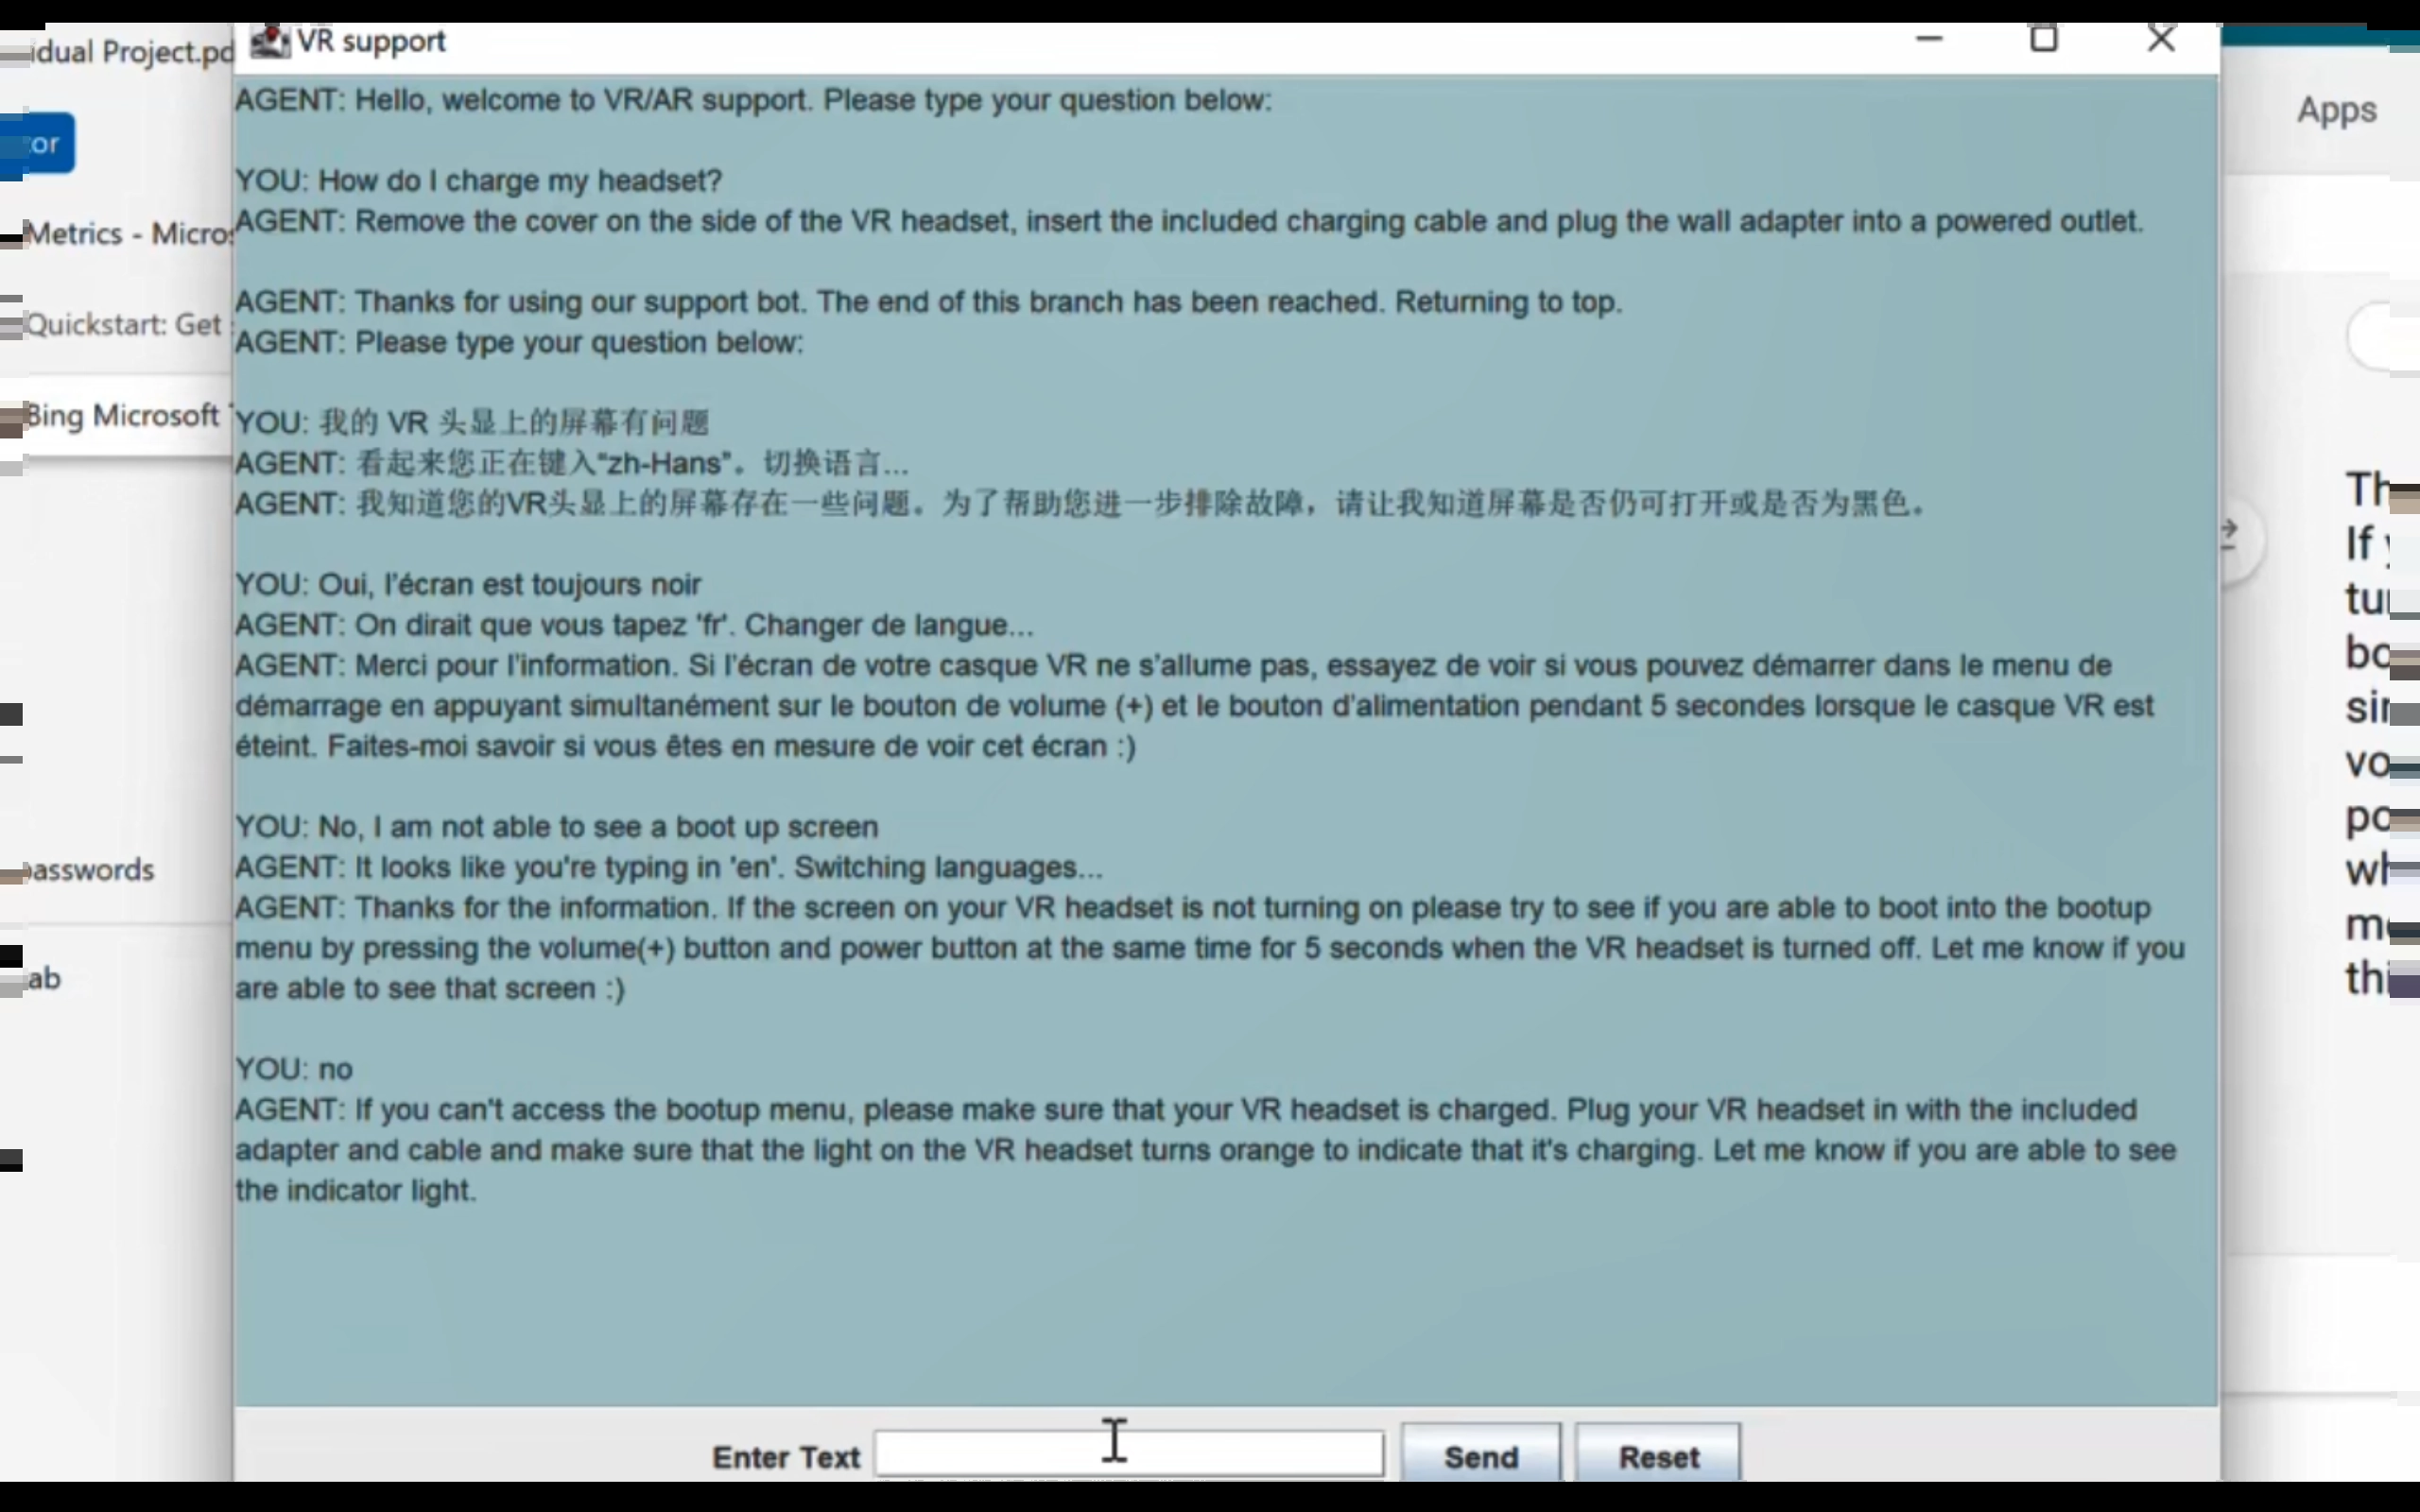 VR support
AGENT: Hello, welcome to VR/AR support. Please type your question below:
YOU: How do I charge my headset?
AGENT: Remove the cover on the side of the VR headset, insert the included charging cable and plug the wall adapter into a powered outlet.
AGENT: Thanks for using our support bot. The end of this branch has been reached. Returning to top.
AGENT: Please type your question below:
YOU: 我的 VR 头显上的屏幕有问题
AGENT: 看起来您正在键入“zh-Hans”。切换语言...
AGENT: 我知道您的VR头显上的屏幕存在一些问题。为了帮助您进一步排除故障，请让我知道屏幕是否仍可打开或是否为黑色。
YOU: Oui, l'écran est toujours noir
AGENT: On dirait que vous tapez 'fr'. Changer de langue...
AGENT: Merci pour l'information. Si l'écran de votre casque VR ne s'allume pas, essayez de voir si vous pouvez démarrer dans le menu de
démarrage en appuyant simultanément sur le bouton de volume (+) et le bouton d'alimentation pendant 5 secondes lorsque le casque VR est
éteint. Faites-moi savoir si vous êtes en mesure de voir cet écran :)
YOU: No, I am not able to see a boot up screen
AGENT: It looks like you're typing in 'en'. Switching languages...
AGENT: Thanks for the information. If the screen on your VR headset is not turning on please try to see if you are able to boot into the bootup
menu by pressing the volume(+) button and power button at the same time for 5 seconds when the VR headset is turned off. Let me know if you
are able to see that screen :)
YOU: no
AGENT: If you can't access the bootup menu, please make sure that your VR headset is charged. Plug your VR headset in with the included
adapter and cable and make sure that the light on the VR headset turns orange to indicate that it's charging. Let me know if you are able to see
the indicator light.
Enter Text
Send
Reset
idual Project.pd
or
Metrics - Micros
Quickstart: Get
Bing Microsoft
passwords
ab
Apps
Th
If
tu
bo
sin
vo
po
wh
me
thi